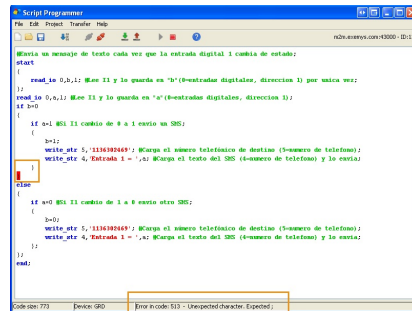 Script Programmer
File Edit Project Transfer Help
m2m.exemys.com:43000 - ID:1
@Envia un mensaje de texto cada vez que la entrada digital 1 cambia de estado;
start
{
read_io 0,b,1; @Lee I1 y lo guarda en "b"(0=entradas digitales, direccion 1) por unica vez;
};
read_io 0,a,1; @Lee I1 y lo guarda en "a"(0=entradas digitales, direccion 1);
if b=0
{
if a=1 @Si I1 cambio de 0 a 1 envio un SMS;
{
b=1;
write_str 5,'1136302469'; @Carga el número telefónico de destino (5=numero de telefono);
write_str 4,'Entrada 1 = ',a; @Carga el texto del SMS (4=numero de telefono) y lo envia;
}
}
else
{
if a=0 @Si I1 cambio de 1 a 0 envio otro SMS;
{
b=0;
write_str 5,'1136302469'; @Carga el número telefónico de destino (5=numero de telefono);
write_str 4,'Entrada 1 = ',a; @Carga el texto del SMS (4=numero de telefono) y lo envia;
};
};
end;
Code size: 773 Device: GRD Error in code: 513 - Unexpected character. Expected ;